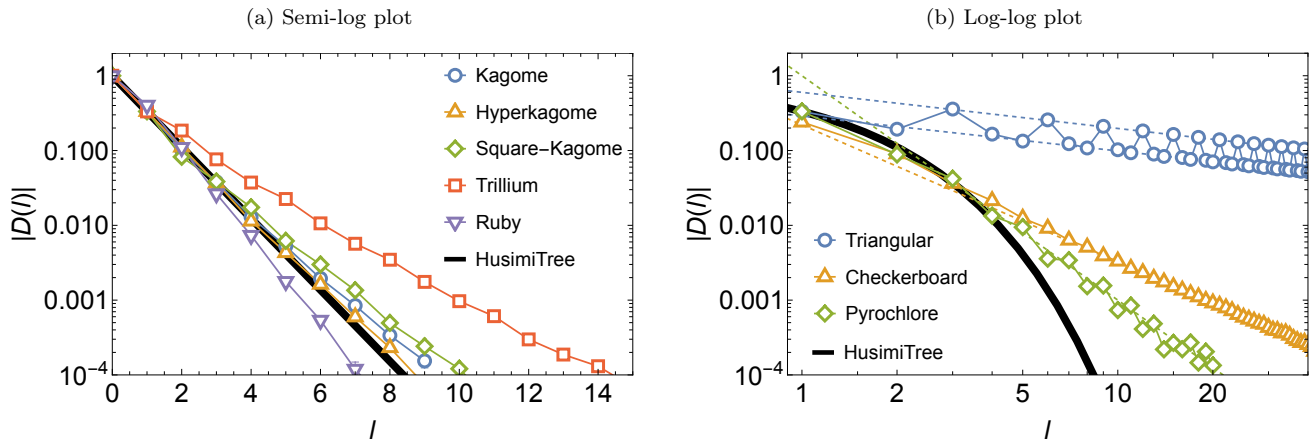 (a) Semi-log plot
1
0.100
0.010
0.001
10⁻⁴
|D(l)|
0 2 4 6 8 10 12 14
l
Kagome
Hyperkagome
Square-Kagome
Trillium
Ruby
HusimiTree
(b) Log-log plot
1
0.100
0.010
0.001
10⁻⁴
|D(l)|
1 2 5 10 20
l
Triangular
Checkerboard
Pyrochlore
HusimiTree